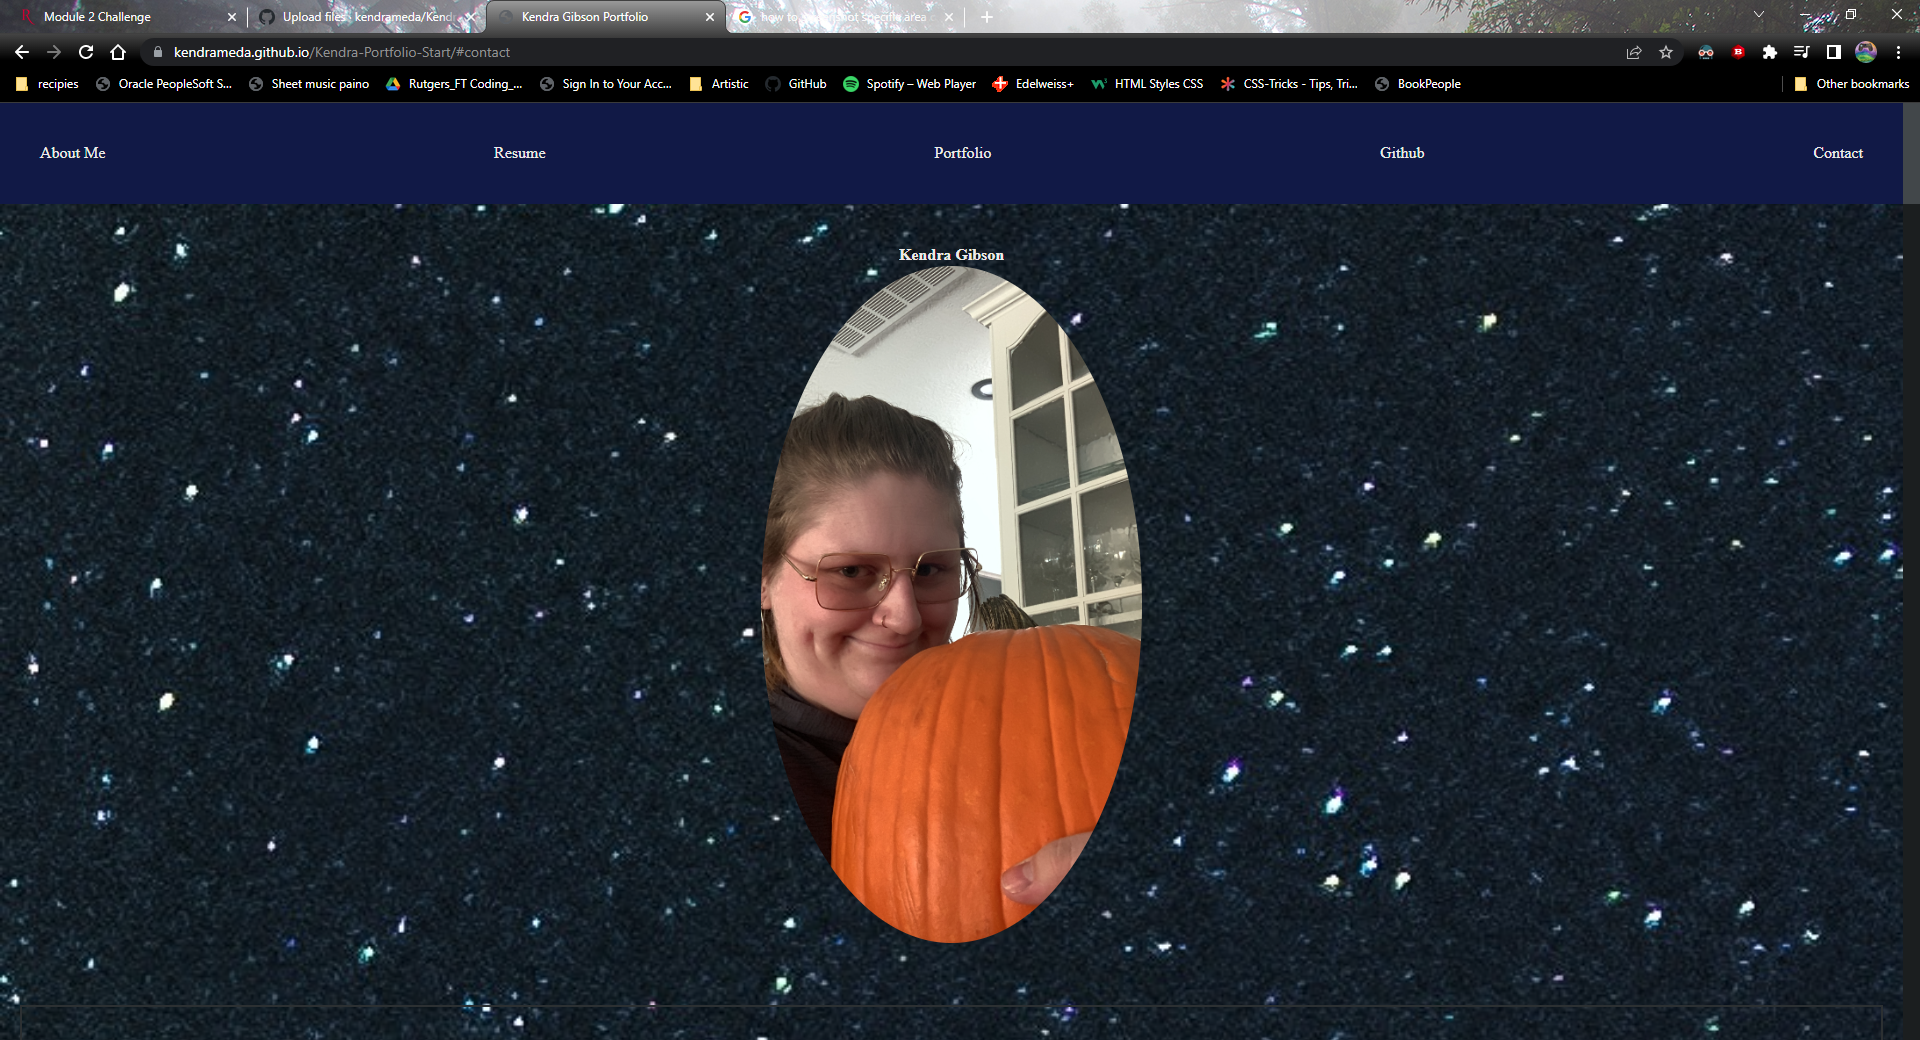 Module 2 Challenge
Upload files · kendrameda/Kend
Kendra Gibson Portfolio
how to screenshot specific area o
kendrameda.github.io/Kendra-Portfolio-Start/#contact
recipies
Oracle PeopleSoft S...
Sheet music paino
Rutgers_FT Coding_...
Sign In to Your Acc...
Artistic
GitHub
Spotify – Web Player
Edelweiss+
HTML Styles CSS
CSS-Tricks - Tips, Tri...
BookPeople
Other bookmarks
About Me
Resume
Portfolio
Github
Contact
Kendra Gibson